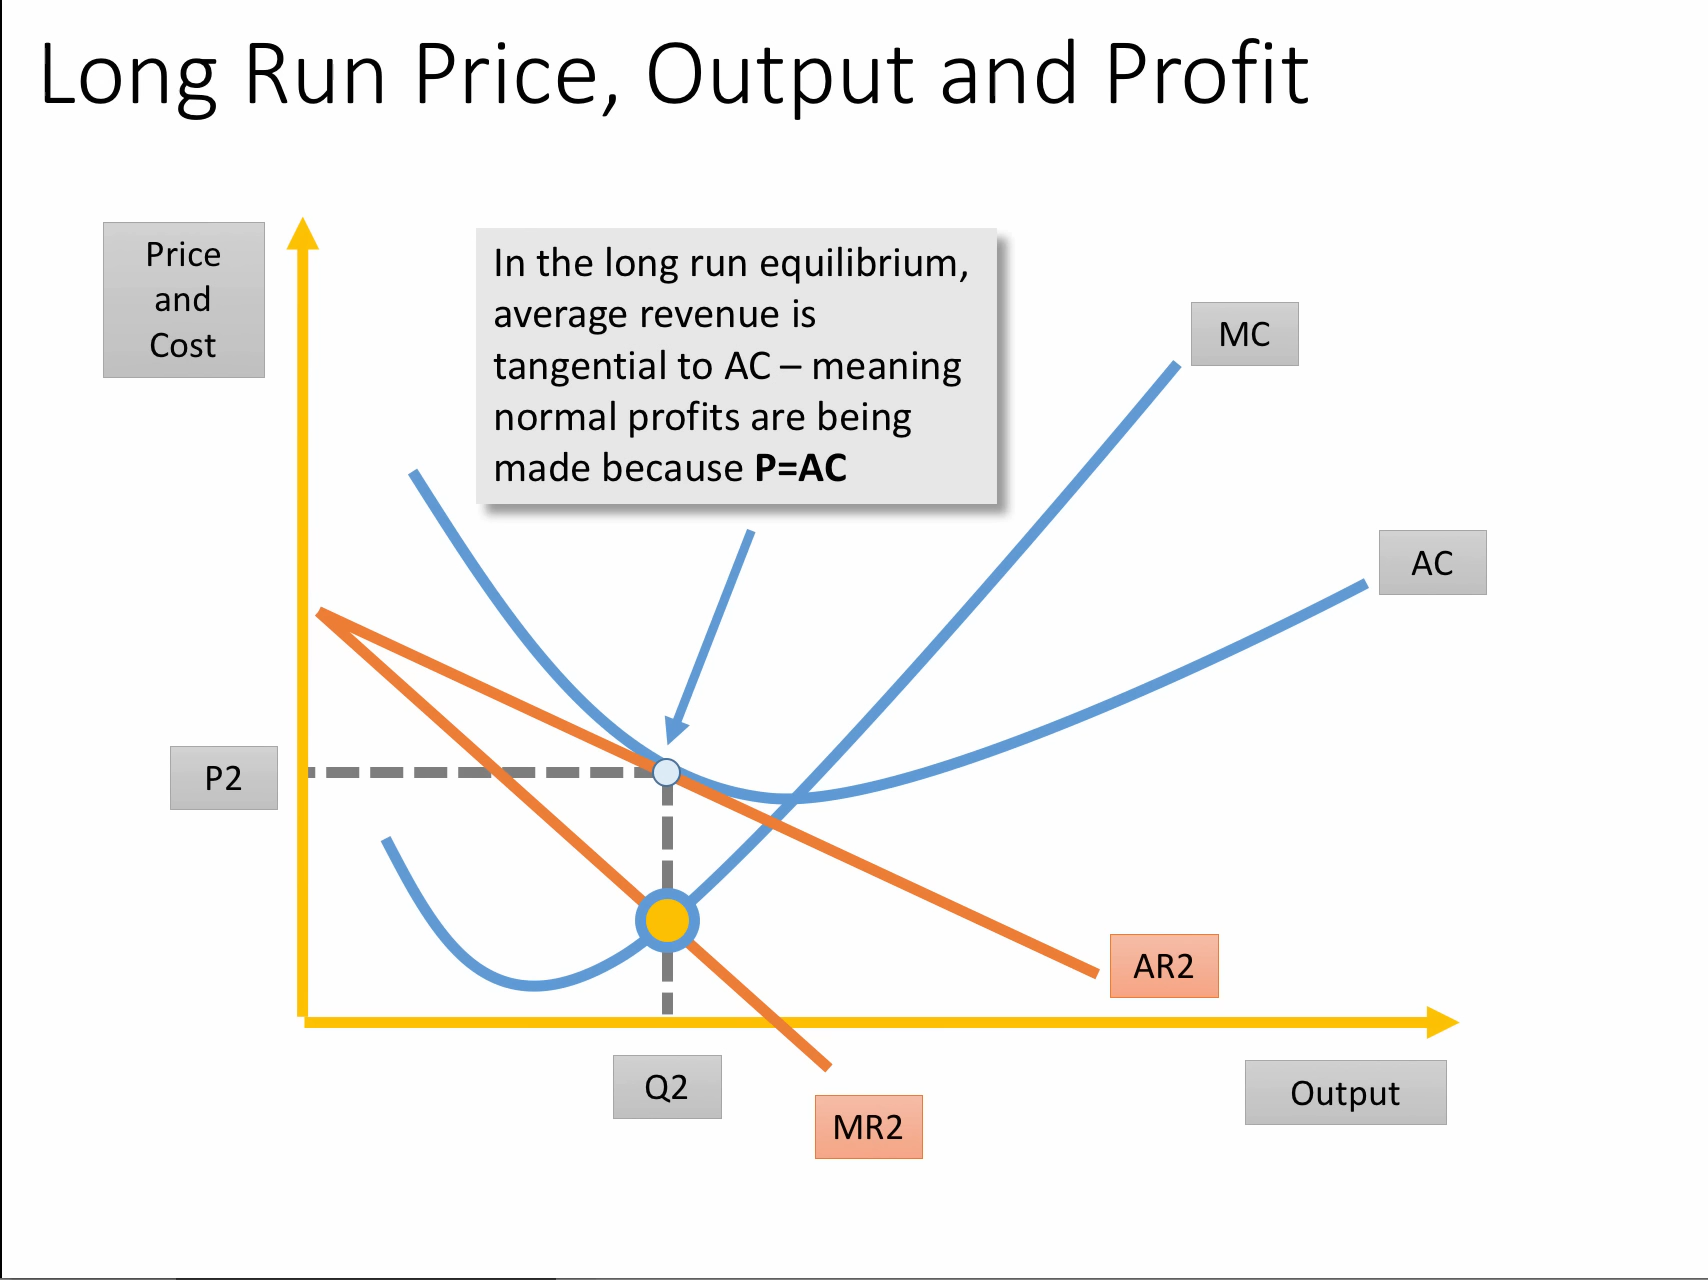 Long Run Price, Output and Profit
Price
and
Cost
In the long run equilibrium,
average revenue is
tangential to AC – meaning
normal profits are being
made because P=AC
MC
AC
P2
AR2
Q2
Output
MR2